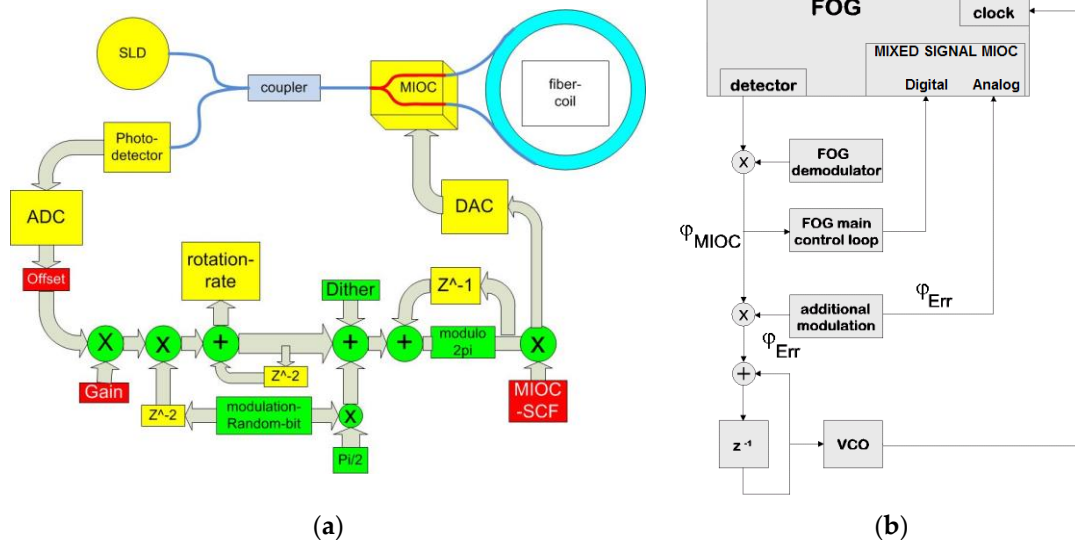 SLD
coupler
MIOC
fiber-
coil
Photo-
detector
ADC
DAC
Offset
rotation-
rate
Dither
Z^-1
modulo
2pi
X
X
+
+
+
X
Gain
Z^-2
Z^-2
modulation-
Random-bit
X
MIOC
-SCF
Pi/2
(a)
FOG
clock
MIXED SIGNAL MIOC
Digital Analog
detector
x
FOG
demodulator
φMIOC
FOG main
control loop
φErr
x
additional
modulation
φErr
+
z -1
VCO
(b)